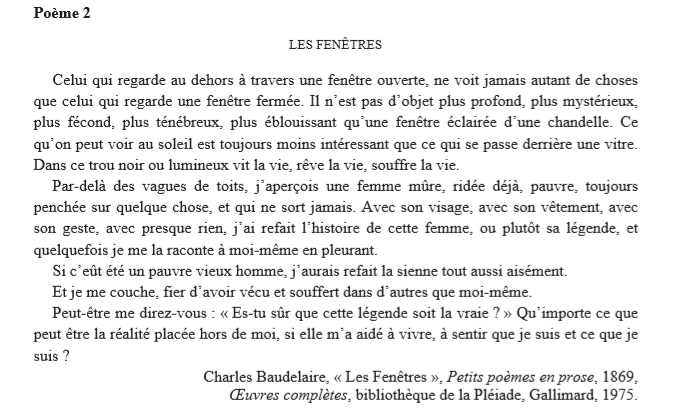 Poème 2
LES FENÊTRES
Celui qui regarde au dehors à travers une fenêtre ouverte, ne voit jamais autant de choses
que celui qui regarde une fenêtre fermée. Il n’est pas d’objet plus profond, plus mystérieux,
plus fécond, plus ténébreux, plus éblouissant qu’une fenêtre éclairée d’une chandelle. Ce
qu’on peut voir au soleil est toujours moins intéressant que ce qui se passe derrière une vitre.
Dans ce trou noir ou lumineux vit la vie, rêve la vie, souffre la vie.
Par-delà des vagues de toits, j’aperçois une femme mûre, ridée déjà, pauvre, toujours
penchée sur quelque chose, et qui ne sort jamais. Avec son visage, avec son vêtement, avec
son geste, avec presque rien, j’ai refait l’histoire de cette femme, ou plutôt sa légende, et
quelquefois je me la raconte à moi-même en pleurant.
Si c’eût été un pauvre vieux homme, j’aurais refait la sienne tout aussi aisément.
Et je me couche, fier d’avoir vécu et souffert dans d’autres que moi-même.
Peut-être me direz-vous : « Es-tu sûr que cette légende soit la vraie ? » Qu’importe ce que
peut être la réalité placée hors de moi, si elle m’a aidé à vivre, à sentir que je suis et ce que je
suis ?
Charles Baudelaire, « Les Fenêtres », Petits poèmes en prose, 1869,
Œuvres complètes, bibliothèque de la Pléiade, Gallimard, 1975.